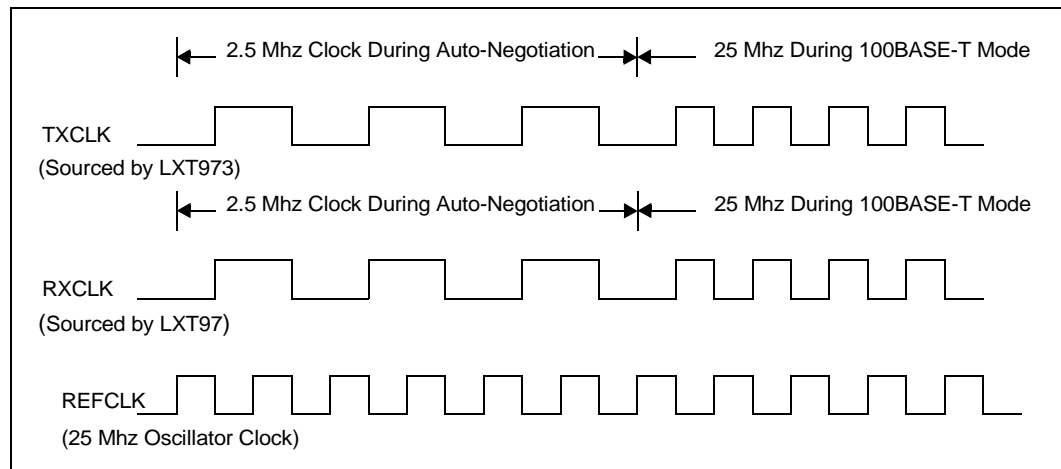 2.5 Mhz Clock During Auto-Negotiation 25 Mhz During 100BASE-T Mode
TXCLK
(Sourced by LXT973)
2.5 Mhz Clock During Auto-Negotiation 25 Mhz During 100BASE-T Mode
RXCLK
(Sourced by LXT97)
REFCLK
(25 Mhz Oscillator Clock)